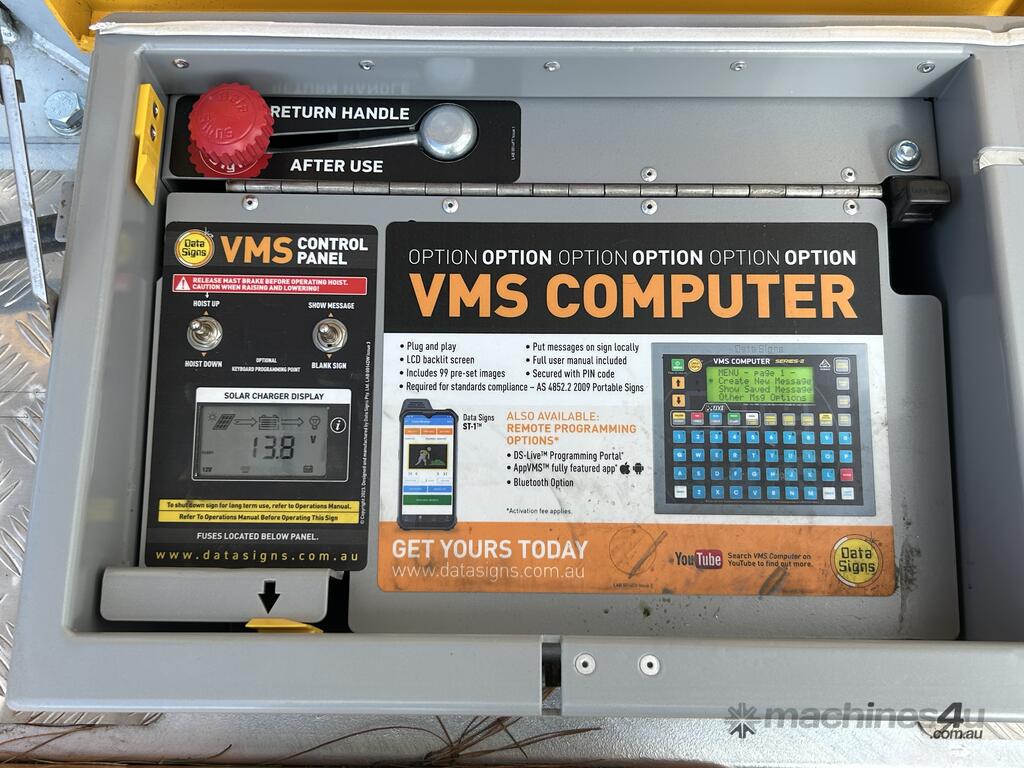 RETURN HANDLE
AFTER USE
Data Signs
VMS CONTROL PANEL
RELEASE MAST BRAKE BEFORE OPERATING HOIST.
CAUTION WHEN RAISING AND LOWERING!
HOIST UP
SHOW MESSAGE
HOIST DOWN
OPTIONAL
KEYBOARD PROGRAMMING POINT
BLANK SIGN
SOLAR CHARGER DISPLAY
13.8 V
12V
To shut down sign for long term use, refer to Operations Manual.
Refer To Operations Manual Before Operating This Sign
FUSES LOCATED BELOW PANEL.
www.datasigns.com.au
OPTION OPTION OPTION OPTION OPTION OPTION
VMS COMPUTER
• Plug and play
• LCD backlit screen
• Includes 99 pre-set images
• Put messages on sign locally
• Full user manual included
• Secured with PIN code
• Required for standards compliance – AS 4852.2 2009 Portable Signs
Data Signs
ST-1™
ALSO AVAILABLE:
REMOTE PROGRAMMING
OPTIONS*
• DS-Live™ Programming Portal*
• AppVMS™ fully featured app*
• Bluetooth Option
*Activation fee applies.
Data Signs
VMS COMPUTER SERIES-II
MENU - page 1 -
Create New Message
Show Saved Message
Other Msg Options
GET YOURS TODAY
www.datasigns.com.au
YouTube
Search VMS Computer on
YouTube to find out more.
Data Signs
machines4u
.com.au